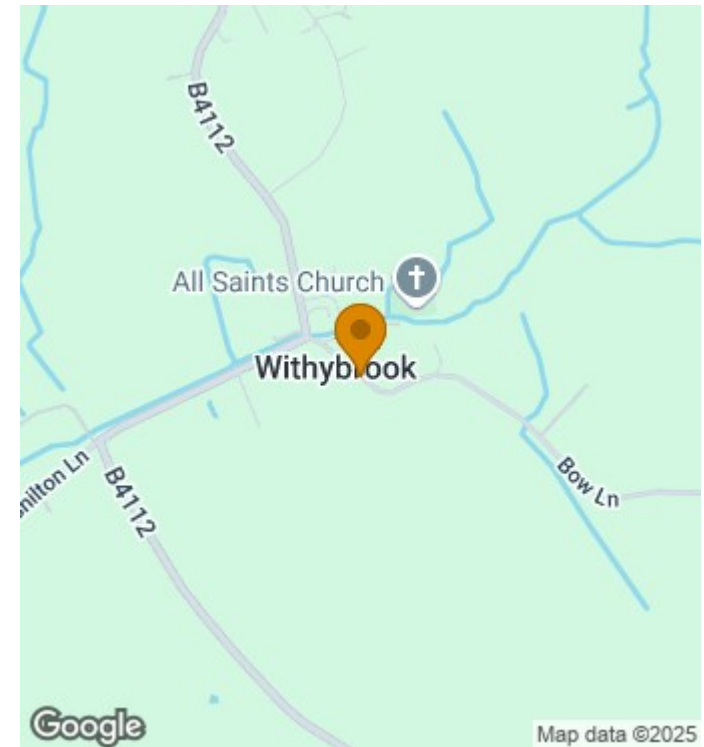 B4112
All Saints Church
Withybrook
Bow Ln
B4112
Google
Map data ©2025